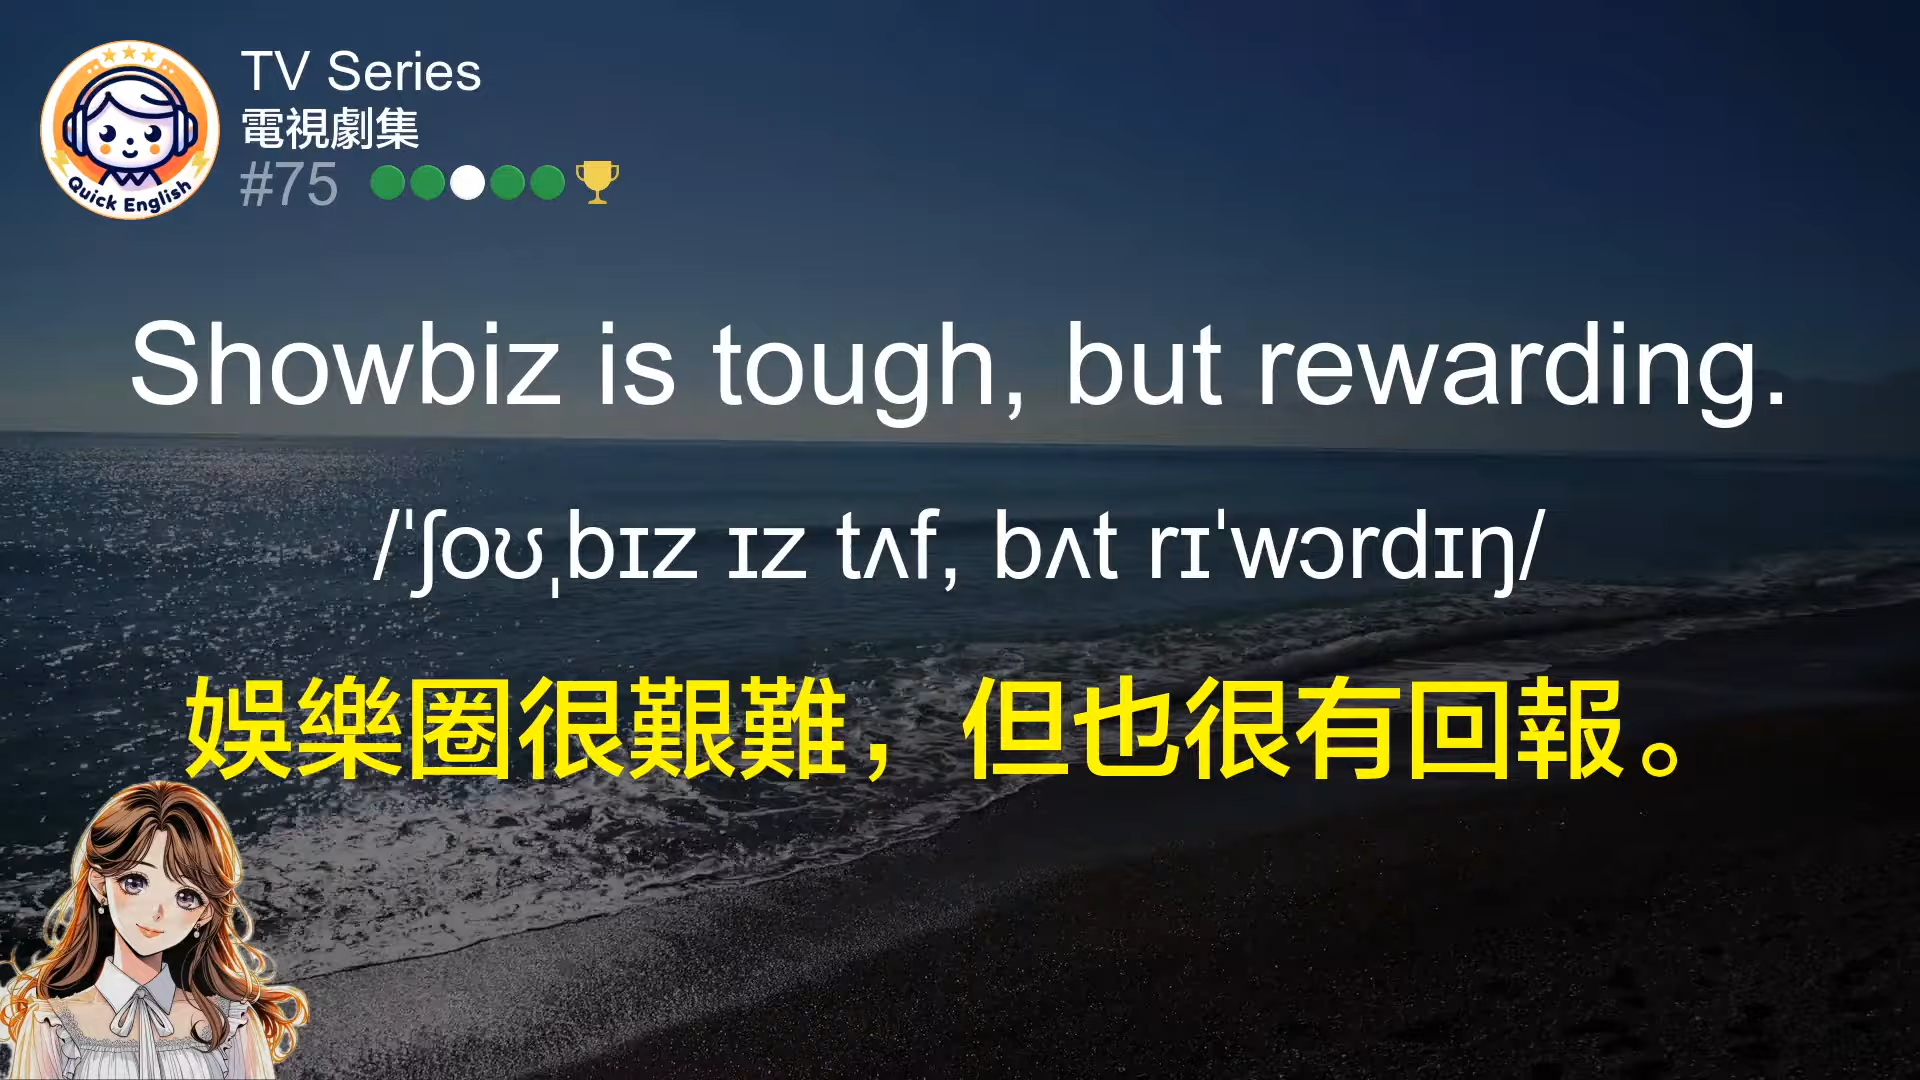 Quick English
TV Series
電視劇集
#75
Showbiz is tough, but rewarding.
/ˈʃoʊˌbɪz ɪz tʌf, bʌt rɪˈwɔrdɪŋ/
娛樂圈很艱難，但也很有回報。